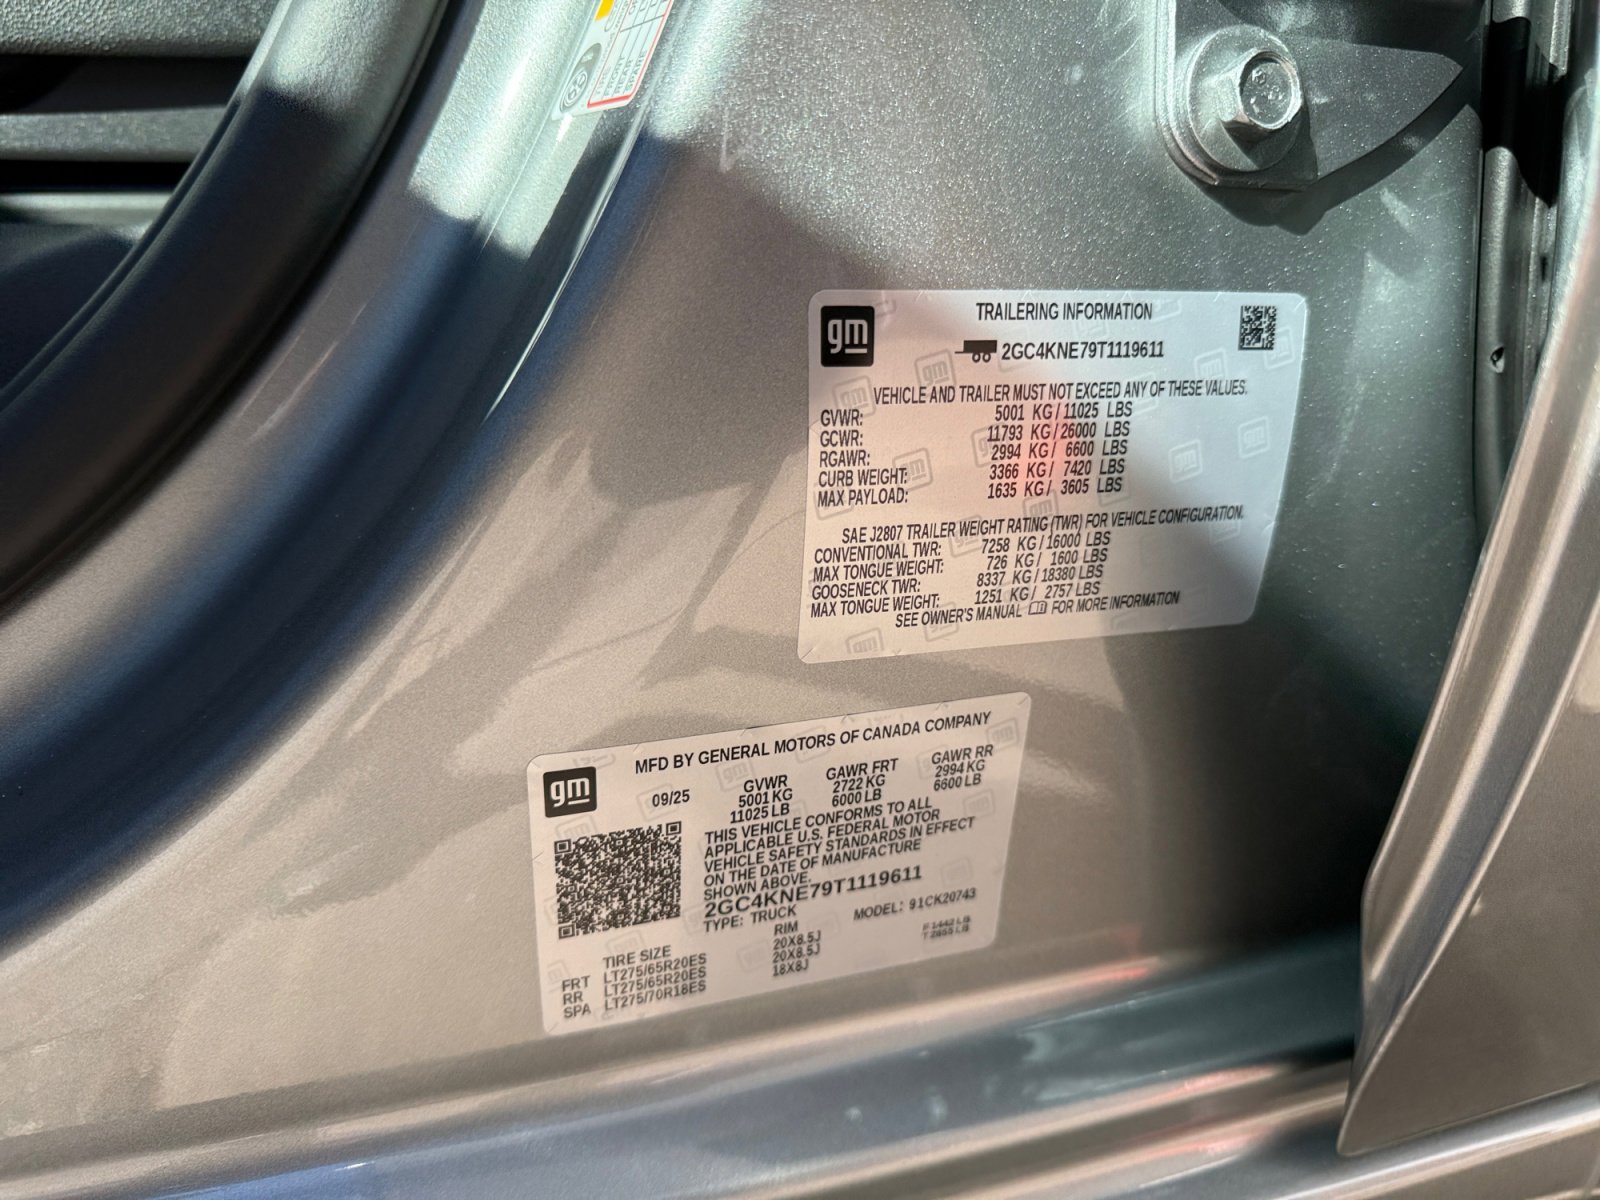 gm
TRAILERING INFORMATION
2GC4KNE79T1119611
VEHICLE AND TRAILER MUST NOT EXCEED ANY OF THESE VALUES.
GVWR: 5001 KG / 11025 LBS
GCWR: 11793 KG / 26000 LBS
RGAWR: 2994 KG / 6600 LBS
CURB WEIGHT: 3366 KG / 7420 LBS
MAX PAYLOAD: 1635 KG / 3605 LBS
SAE J2807 TRAILER WEIGHT RATING (TWR) FOR VEHICLE CONFIGURATION.
CONVENTIONAL TWR: 7258 KG / 16000 LBS
MAX TONGUE WEIGHT: 726 KG / 1600 LBS
GOOSENECK TWR: 8337 KG / 18380 LBS
MAX TONGUE WEIGHT: 1251 KG / 2757 LBS
SEE OWNER'S MANUAL FOR MORE INFORMATION
gm
MFD BY GENERAL MOTORS OF CANADA COMPANY
09/25 GVWR GAWR FRT GAWR RR
5001 KG 2722 KG 2994 KG
11025 LB 6000 LB 6600 LB
THIS VEHICLE CONFORMS TO ALL
APPLICABLE U.S. FEDERAL MOTOR
VEHICLE SAFETY STANDARDS IN EFFECT
ON THE DATE OF MANUFACTURE
SHOWN ABOVE.
2GC4KNE79T1119611
TYPE: TRUCK MODEL: 91CK20743
TIRE SIZE RIM
FRT LT275/65R20ES 20X8.5J
RR LT275/65R20ES 20X8.5J
SPA LT275/70R18ES 18X8J